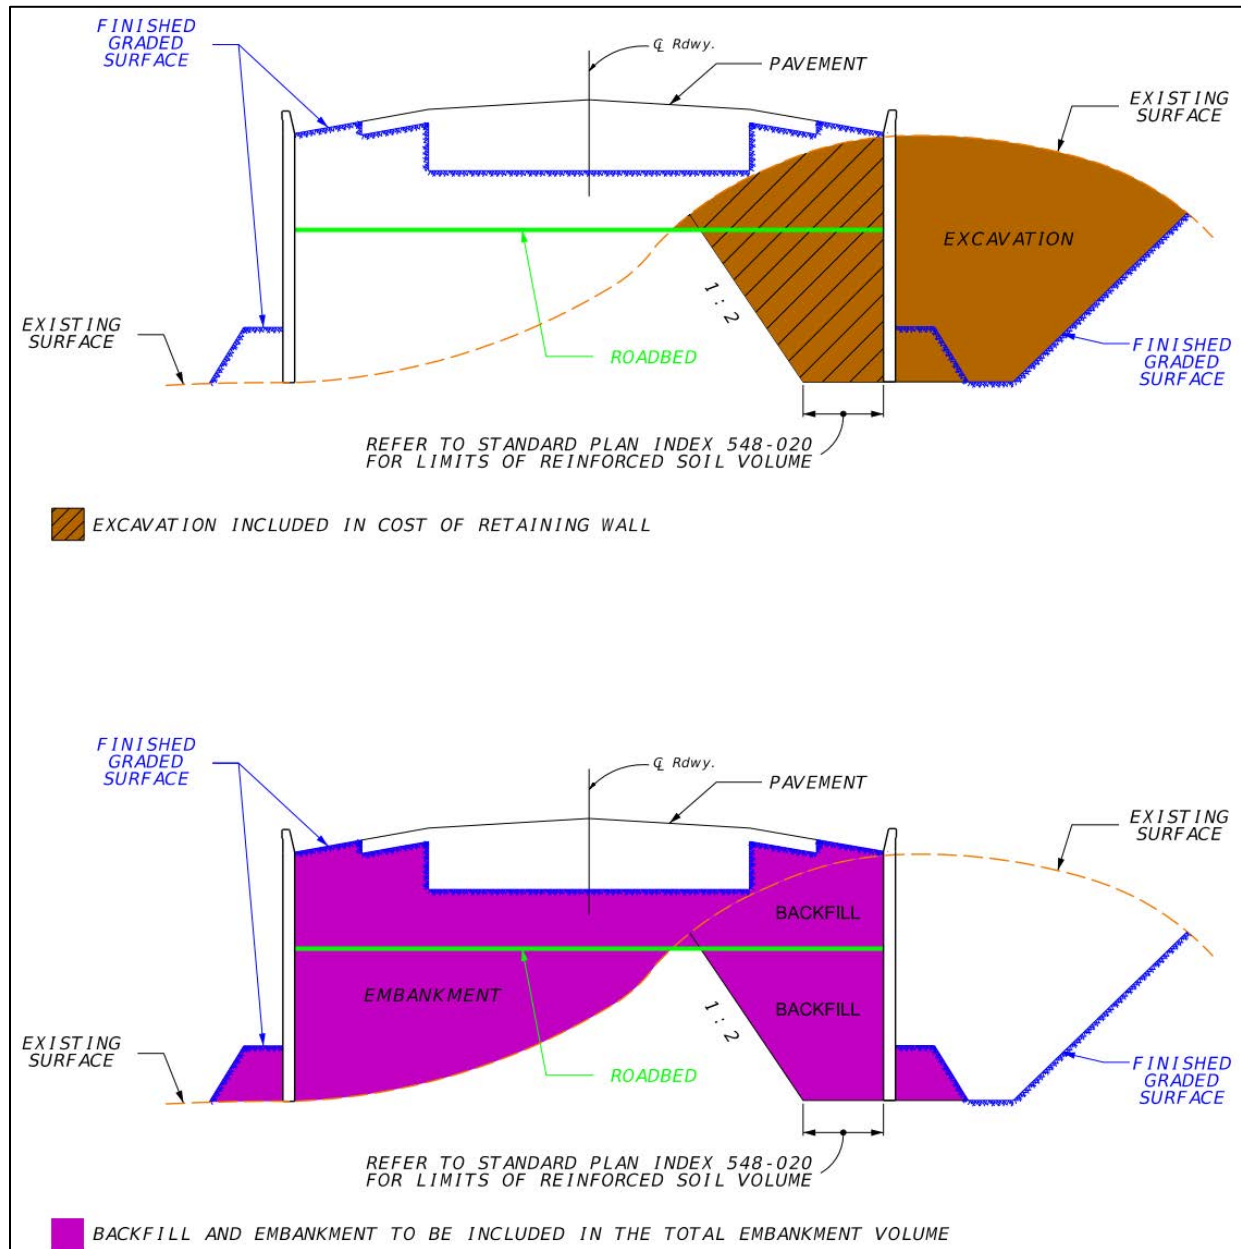 FINISHED
GRADED
SURFACE
℄ Rdwy.
PAVEMENT
EXISTING
SURFACE
EXCAVATION
1:2
EXISTING
SURFACE
ROADBED
FINISHED
GRADED
SURFACE
REFER TO STANDARD PLAN INDEX 548-020
FOR LIMITS OF REINFORCED SOIL VOLUME
EXCAVATION INCLUDED IN COST OF RETAINING WALL
FINISHED
GRADED
SURFACE
℄ Rdwy.
PAVEMENT
EXISTING
SURFACE
BACKFILL
EMBANKMENT
BACKFILL
1:2
EXISTING
SURFACE
ROADBED
FINISHED
GRADED
SURFACE
REFER TO STANDARD PLAN INDEX 548-020
FOR LIMITS OF REINFORCED SOIL VOLUME
BACKFILL AND EMBANKMENT TO BE INCLUDED IN THE TOTAL EMBANKMENT VOLUME